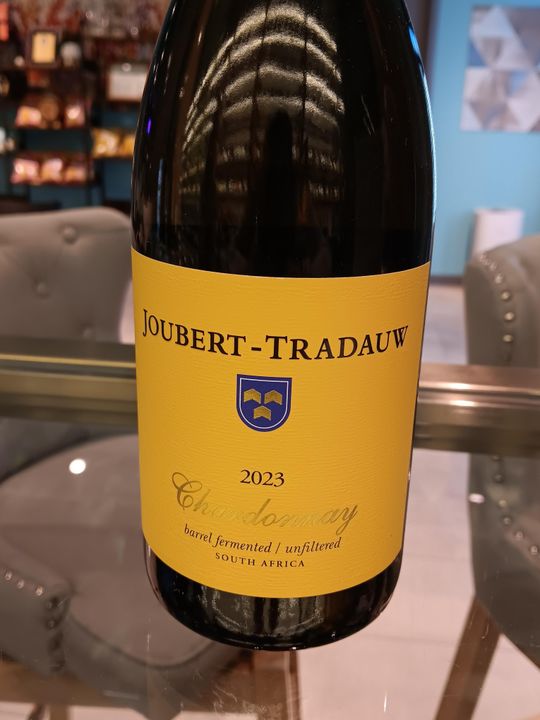 JOUBERT-TRADAUW
2023
Chardonnay
barrel fermented / unfiltered
SOUTH AFRICA